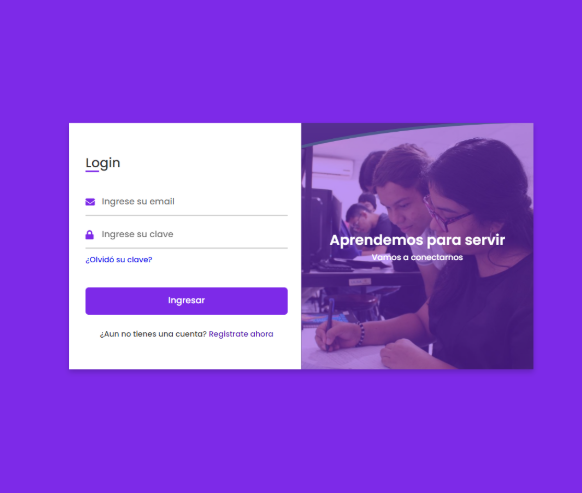 Login
Ingrese su email
Ingrese su clave
¿Olvidó su clave?
Ingresar
¿Aun no tienes una cuenta? Registrate ahora
Aprendemos para servir
Vamos a conectarnos